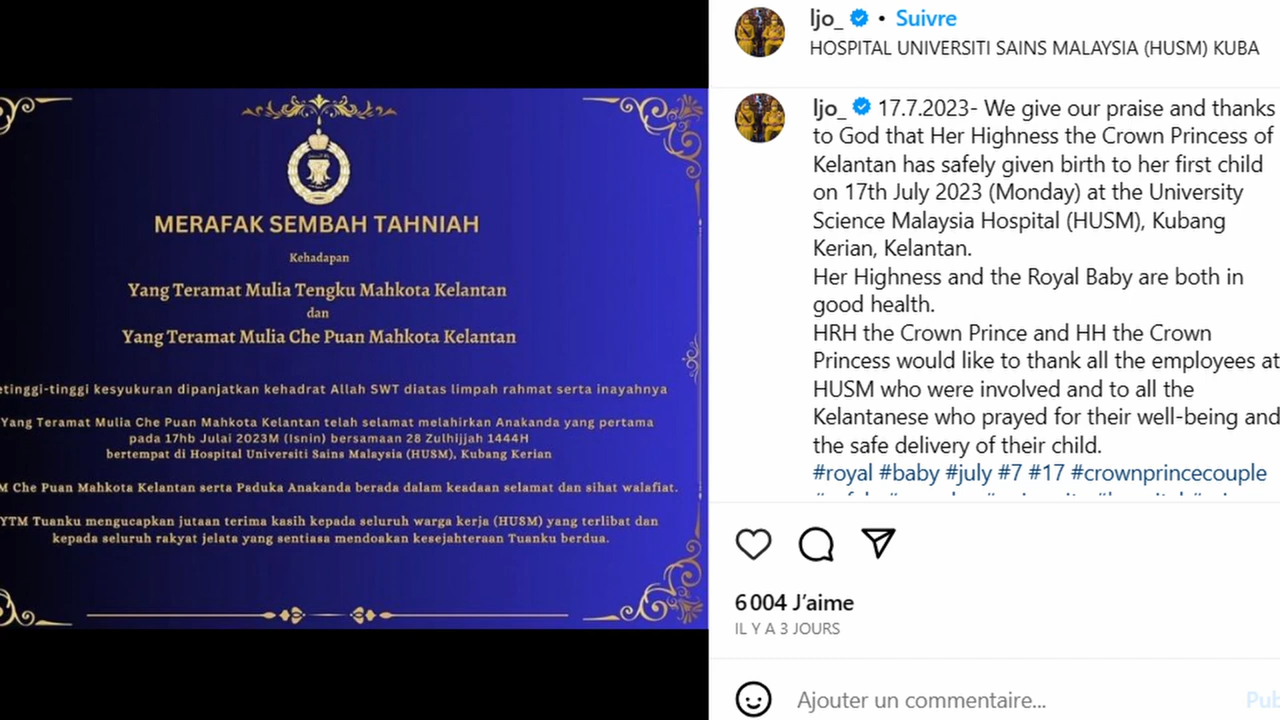 MERAFAK SEMBAH TAHNIAH
Kehadapan
Yang Teramat Mulia Tengku Mahkota Kelantan
dan
Yang Teramat Mulia Che Puan Mahkota Kelantan
etinggi-tinggi kesyukuran dipanjatkan kehadrat Allah SWT diatas limpah rahmat serta inayahnya
Yang Teramat Mulia Che Puan Mahkota Kelantan telah selamat melahirkan Anakanda yang pertama
pada 17hb Julai 2023M (Isnin) bersamaan 28 Zulhijjah 1444H
bertempat di Hospital Universiti Sains Malaysia (HUSM), Kubang Kerian
M Che Puan Mahkota Kelantan serta Paduka Anakanda berada dalam keadaan selamat dan sihat walafiat.
YTM Tuanku mengucapkan jutaan terima kasih kepada seluruh warga kerja (HUSM) yang terlibat dan
kepada seluruh rakyat jelata yang sentiasa mendoakan kesejahteraan Tuanku berdua.
ljo_ • Suivre
HOSPITAL UNIVERSITI SAINS MALAYSIA (HUSM) KUBA
ljo_ 17.7.2023- We give our praise and thanks
to God that Her Highness the Crown Princess of
Kelantan has safely given birth to her first child
on 17th July 2023 (Monday) at the University
Science Malaysia Hospital (HUSM), Kubang
Kerian, Kelantan.
Her Highness and the Royal Baby are both in
good health.
HRH the Crown Prince and HH the Crown
Princess would like to thank all the employees at
HUSM who were involved and to all the
Kelantanese who prayed for their well-being and
the safe delivery of their child.
#royal #baby #july #7 #17 #crownprincecouple
6 004 J’aime
IL Y A 3 JOURS
Ajouter un commentaire...
Pub